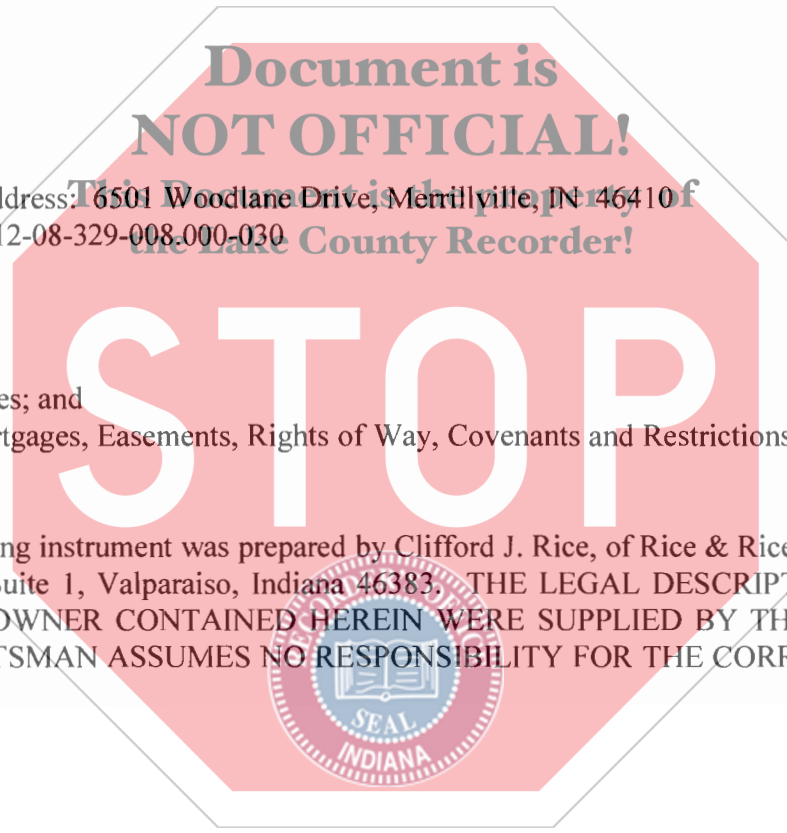 Document is
NOT OFFICIAL!
This Document is the property of
the Lake County Recorder!
ddress: 6501 Woodlane Drive, Merrillville, IN 46410
12-08-329-008.000-030
STOP
es; and
rtgages, Easements, Rights of Way, Covenants and Restrictions
ng instrument was prepared by Clifford J. Rice, of Rice & Rice
Suite 1, Valparaiso, Indiana 46383. THE LEGAL DESCRIPT
OWNER CONTAINED HEREIN WERE SUPPLIED BY TH
TSMAN ASSUMES NO RESPONSIBILITY FOR THE CORR
SEAL
INDIANA